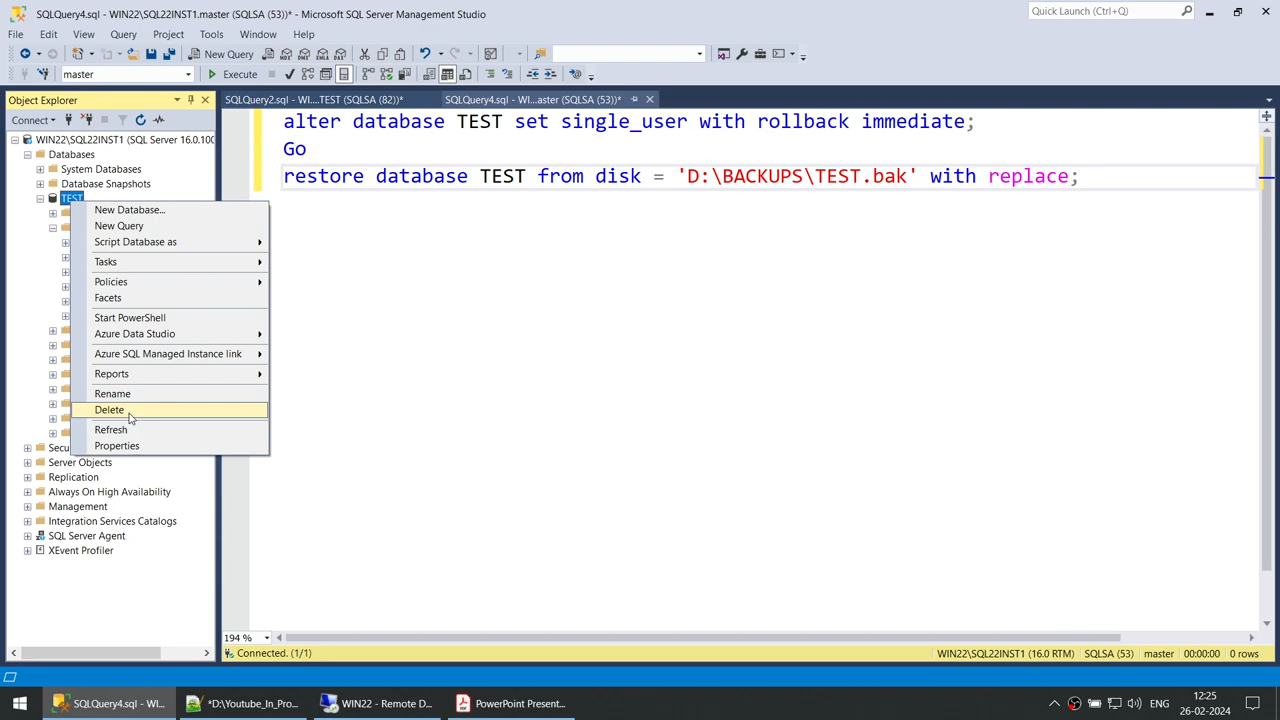 SQLQuery4.sql - WIN22\SQL22INST1.master (SQLSA (53))* - Microsoft SQL Server Management Studio
Quick Launch (Ctrl+Q)
File Edit View Query Project Tools Window Help
New Query
MDX DMX XMLA DAX
master
Execute
Object Explorer
SQLQuery2.sql - WI....TEST (SQLSA (82))*
SQLQuery4.sql - WI...aster (SQLSA (53))*
Connect
WIN22\SQL22INST1 (SQL Server 16.0.100
Databases
System Databases
Database Snapshots
TEST
New Database...
New Query
Script Database as
Tasks
Policies
Facets
Start PowerShell
Azure Data Studio
Azure SQL Managed Instance link
Reports
Rename
Delete
Refresh
Properties
Secu
Server Objects
Replication
Always On High Availability
Management
Integration Services Catalogs
SQL Server Agent
XEvent Profiler
alter database TEST set single_user with rollback immediate;
Go
restore database TEST from disk = 'D:\BACKUPS\TEST.bak' with replace;
194 %
Connected. (1/1)
WIN22\SQL22INST1 (16.0 RTM) SQLSA (53) master 00:00:00 0 rows
SQLQuery4.sql - WI...
*D:\Youtube_In_Pro...
WIN22 - Remote D...
PowerPoint Present...
ENG
12:25
26-02-2024